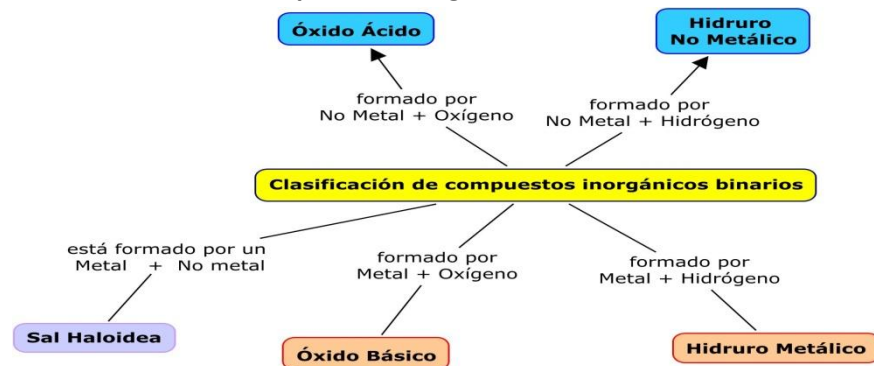 Óxido Ácido
Hidruro
No Metálico
formado por
No Metal + Oxígeno
formado por
No Metal + Hidrógeno
Clasificación de compuestos inorgánicos binarios
está formado por un
Metal + No metal
formado por
Metal + Oxígeno
formado por
Metal + Hidrógeno
Sal Haloidea
Óxido Básico
Hidruro Metálico